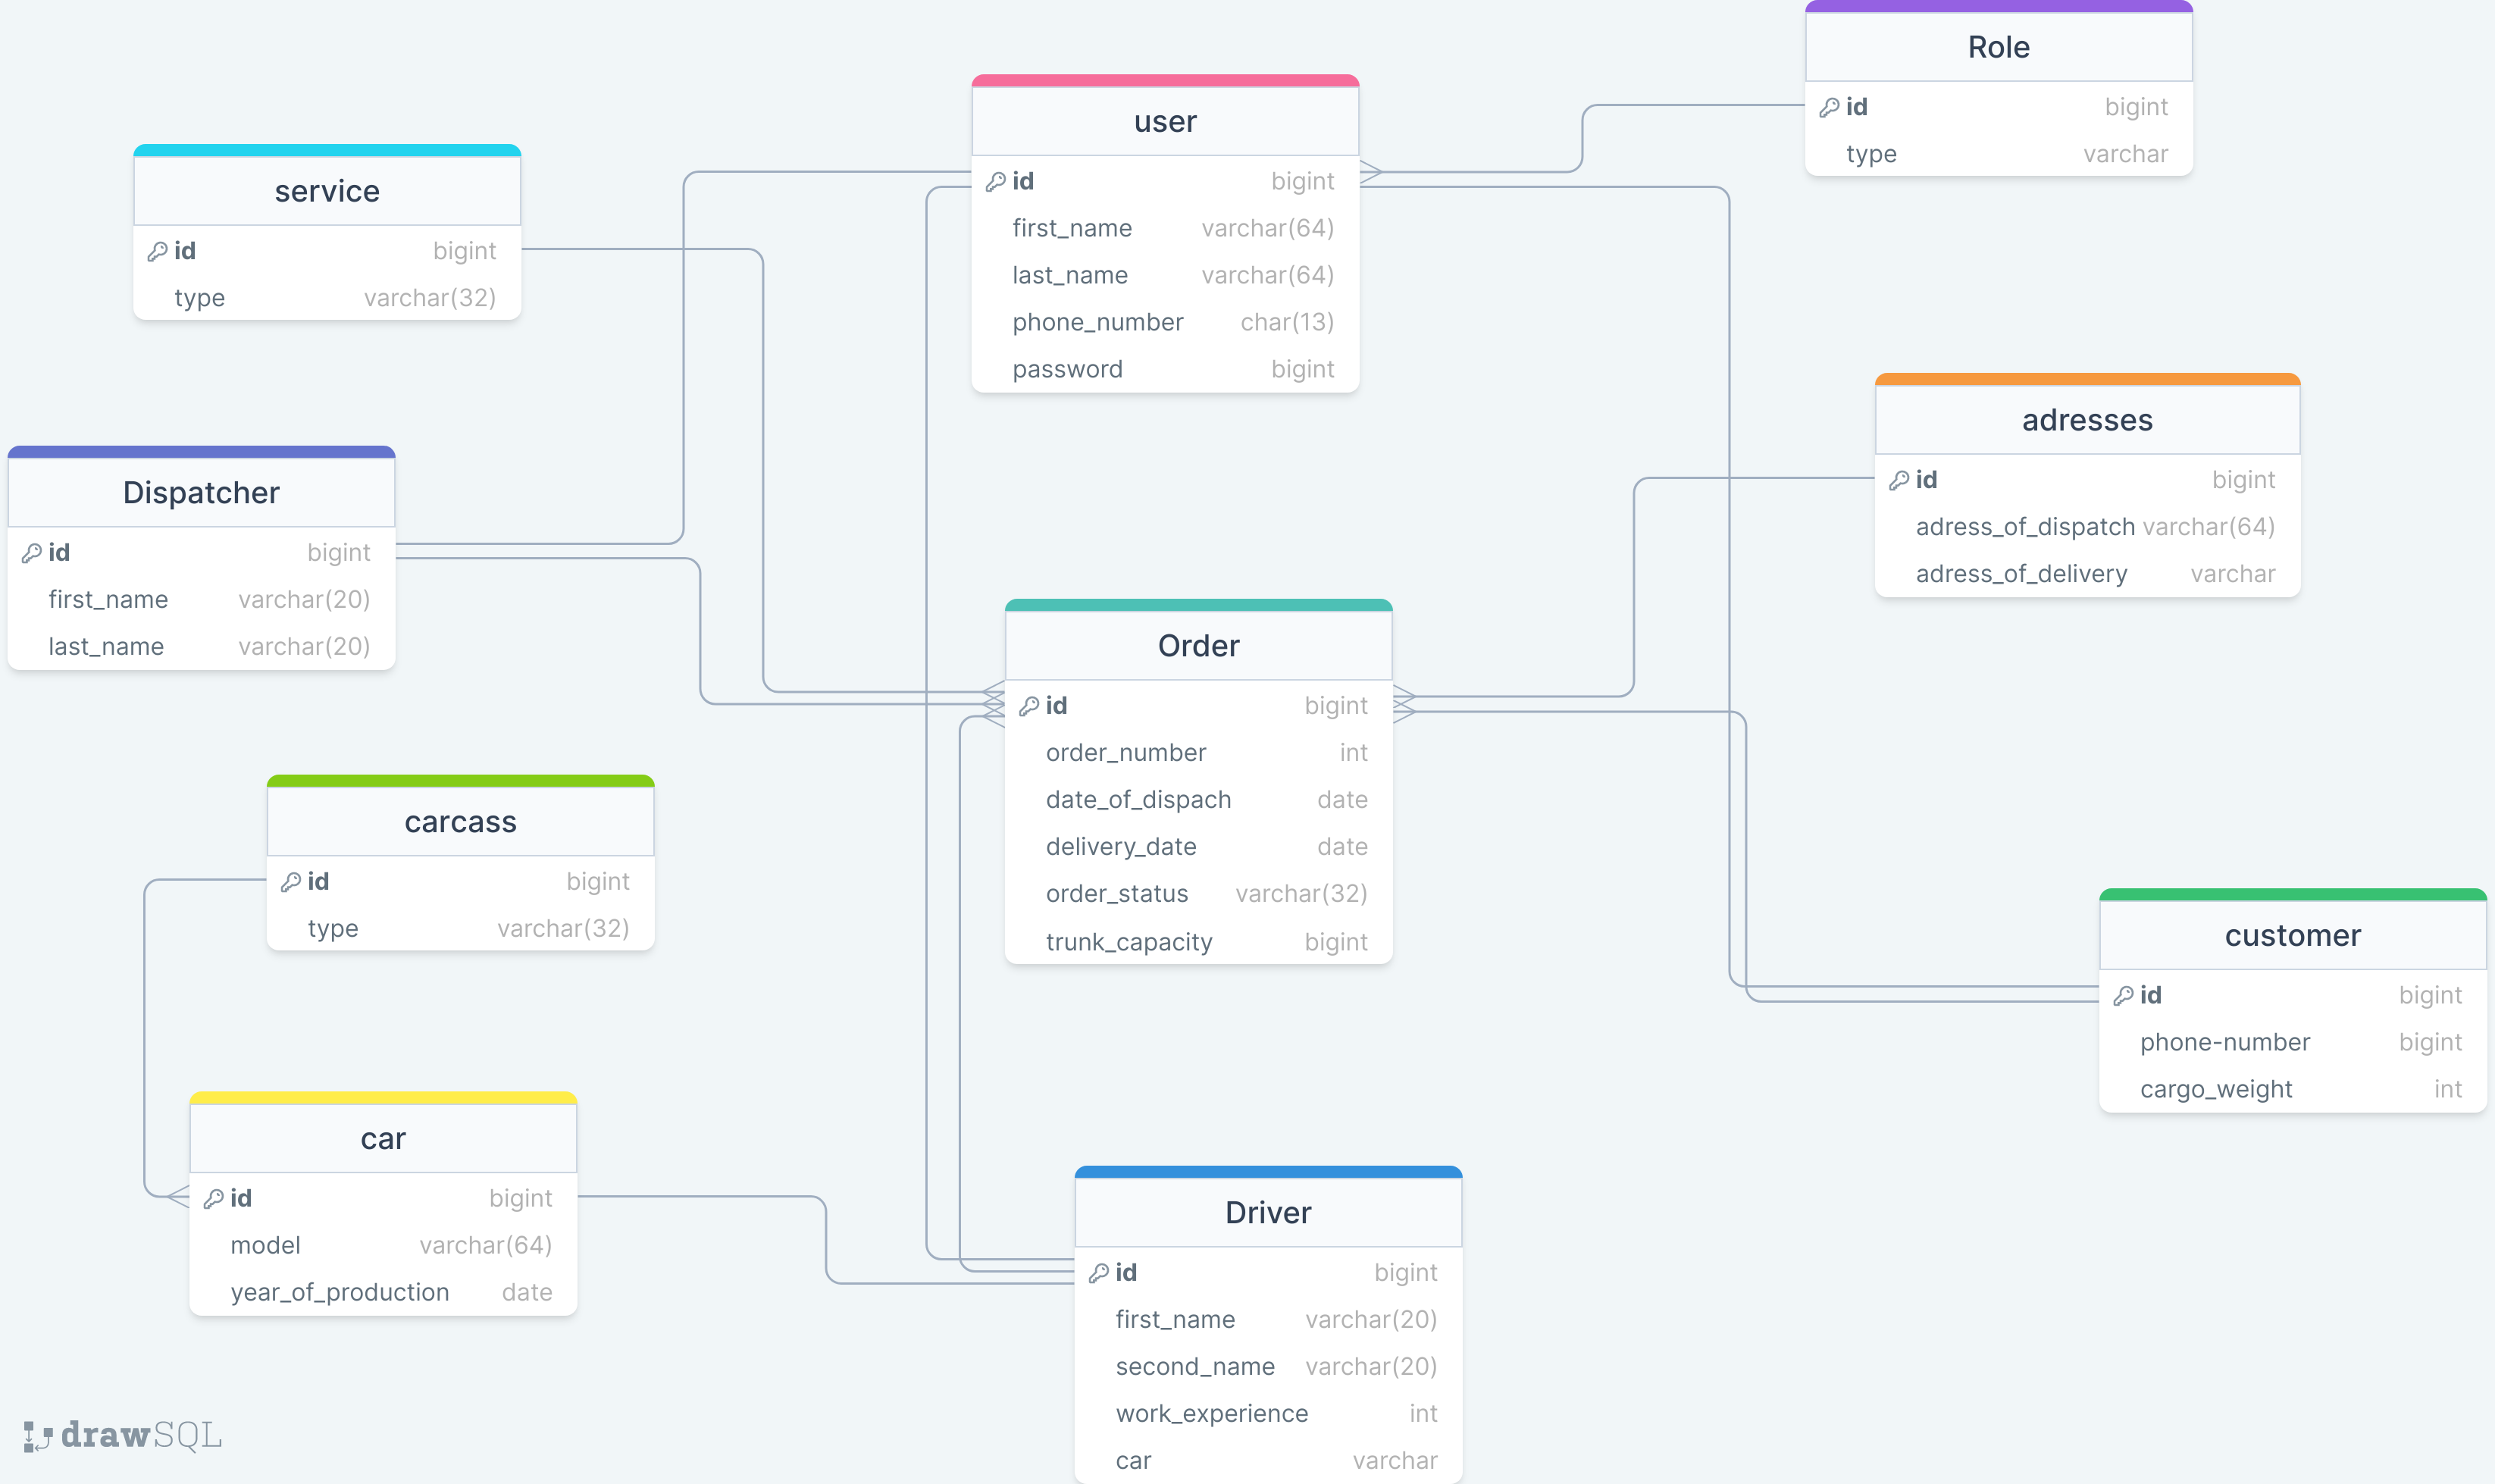 Role
id bigint
type varchar
user
id bigint
first_name varchar(64)
last_name varchar(64)
phone_number char(13)
password bigint
service
id bigint
type varchar(32)
adresses
id bigint
adress_of_dispatch varchar(64)
adress_of_delivery varchar
Dispatcher
id bigint
first_name varchar(20)
last_name varchar(20)
Order
id bigint
order_number int
date_of_dispach date
delivery_date date
order_status varchar(32)
trunk_capacity bigint
carcass
id bigint
type varchar(32)
customer
id bigint
phone-number bigint
cargo_weight int
car
id bigint
model varchar(64)
year_of_production date
Driver
id bigint
first_name varchar(20)
second_name varchar(20)
work_experience int
car varchar
drawSQL